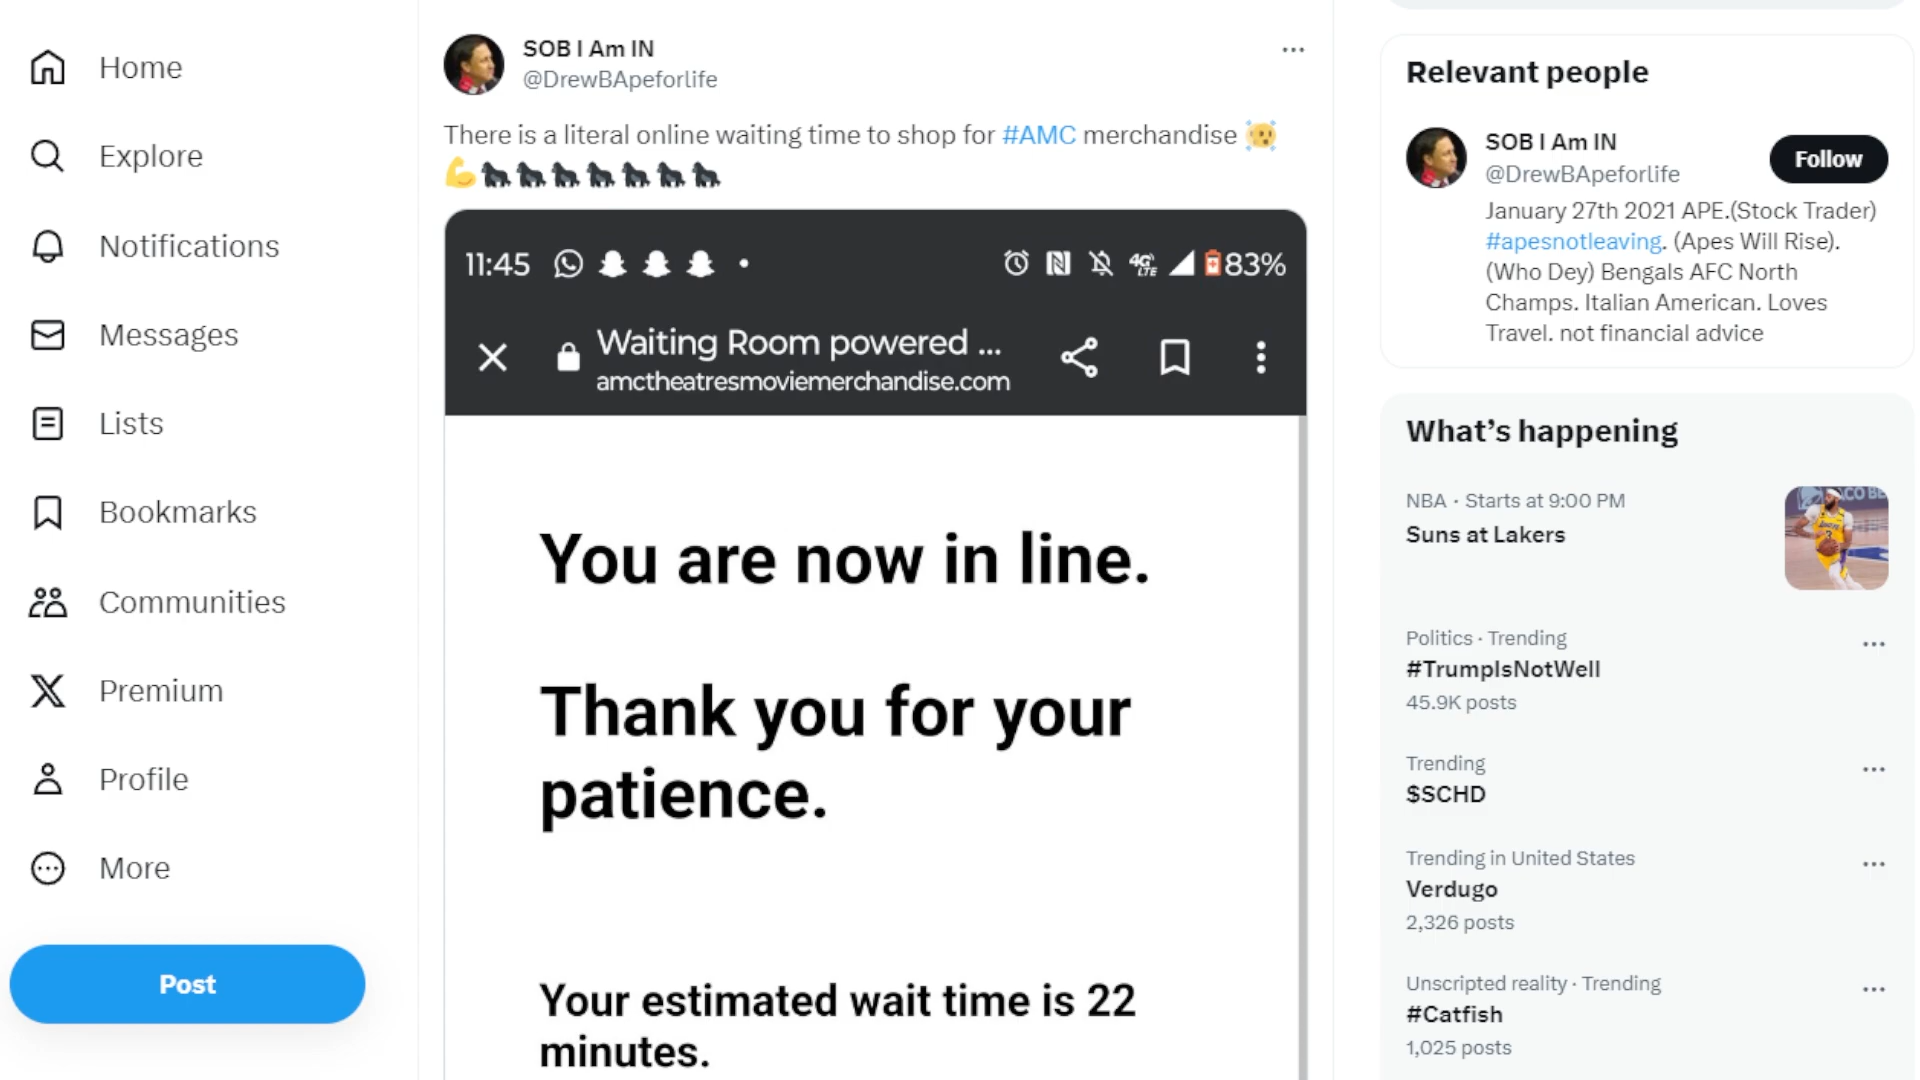 Home
Explore
Notifications
Messages
Lists
Bookmarks
Communities
Premium
Profile
More
Post
SOB I Am IN
@DrewBApeforlife
There is a literal online waiting time to shop for #AMC merchandise 🫨
💪🦍🦍🦍🦍🦍🦍🦍
11:45
4G LTE
83%
Waiting Room powered ...
amctheatresmoviemerchandise.com
You are now in line.
Thank you for your
patience.
Your estimated wait time is 22
minutes.
Relevant people
SOB I Am IN
@DrewBApeforlife
Follow
January 27th 2021 APE.(Stock Trader)
#apesnotleaving. (Apes Will Rise).
(Who Dey) Bengals AFC North
Champs. Italian American. Loves
Travel. not financial advice
What's happening
NBA · Starts at 9:00 PM
Suns at Lakers
Politics · Trending
#TrumpIsNotWell
45.9K posts
Trending
$SCHD
Trending in United States
Verdugo
2,326 posts
Unscripted reality · Trending
#Catfish
1,025 posts